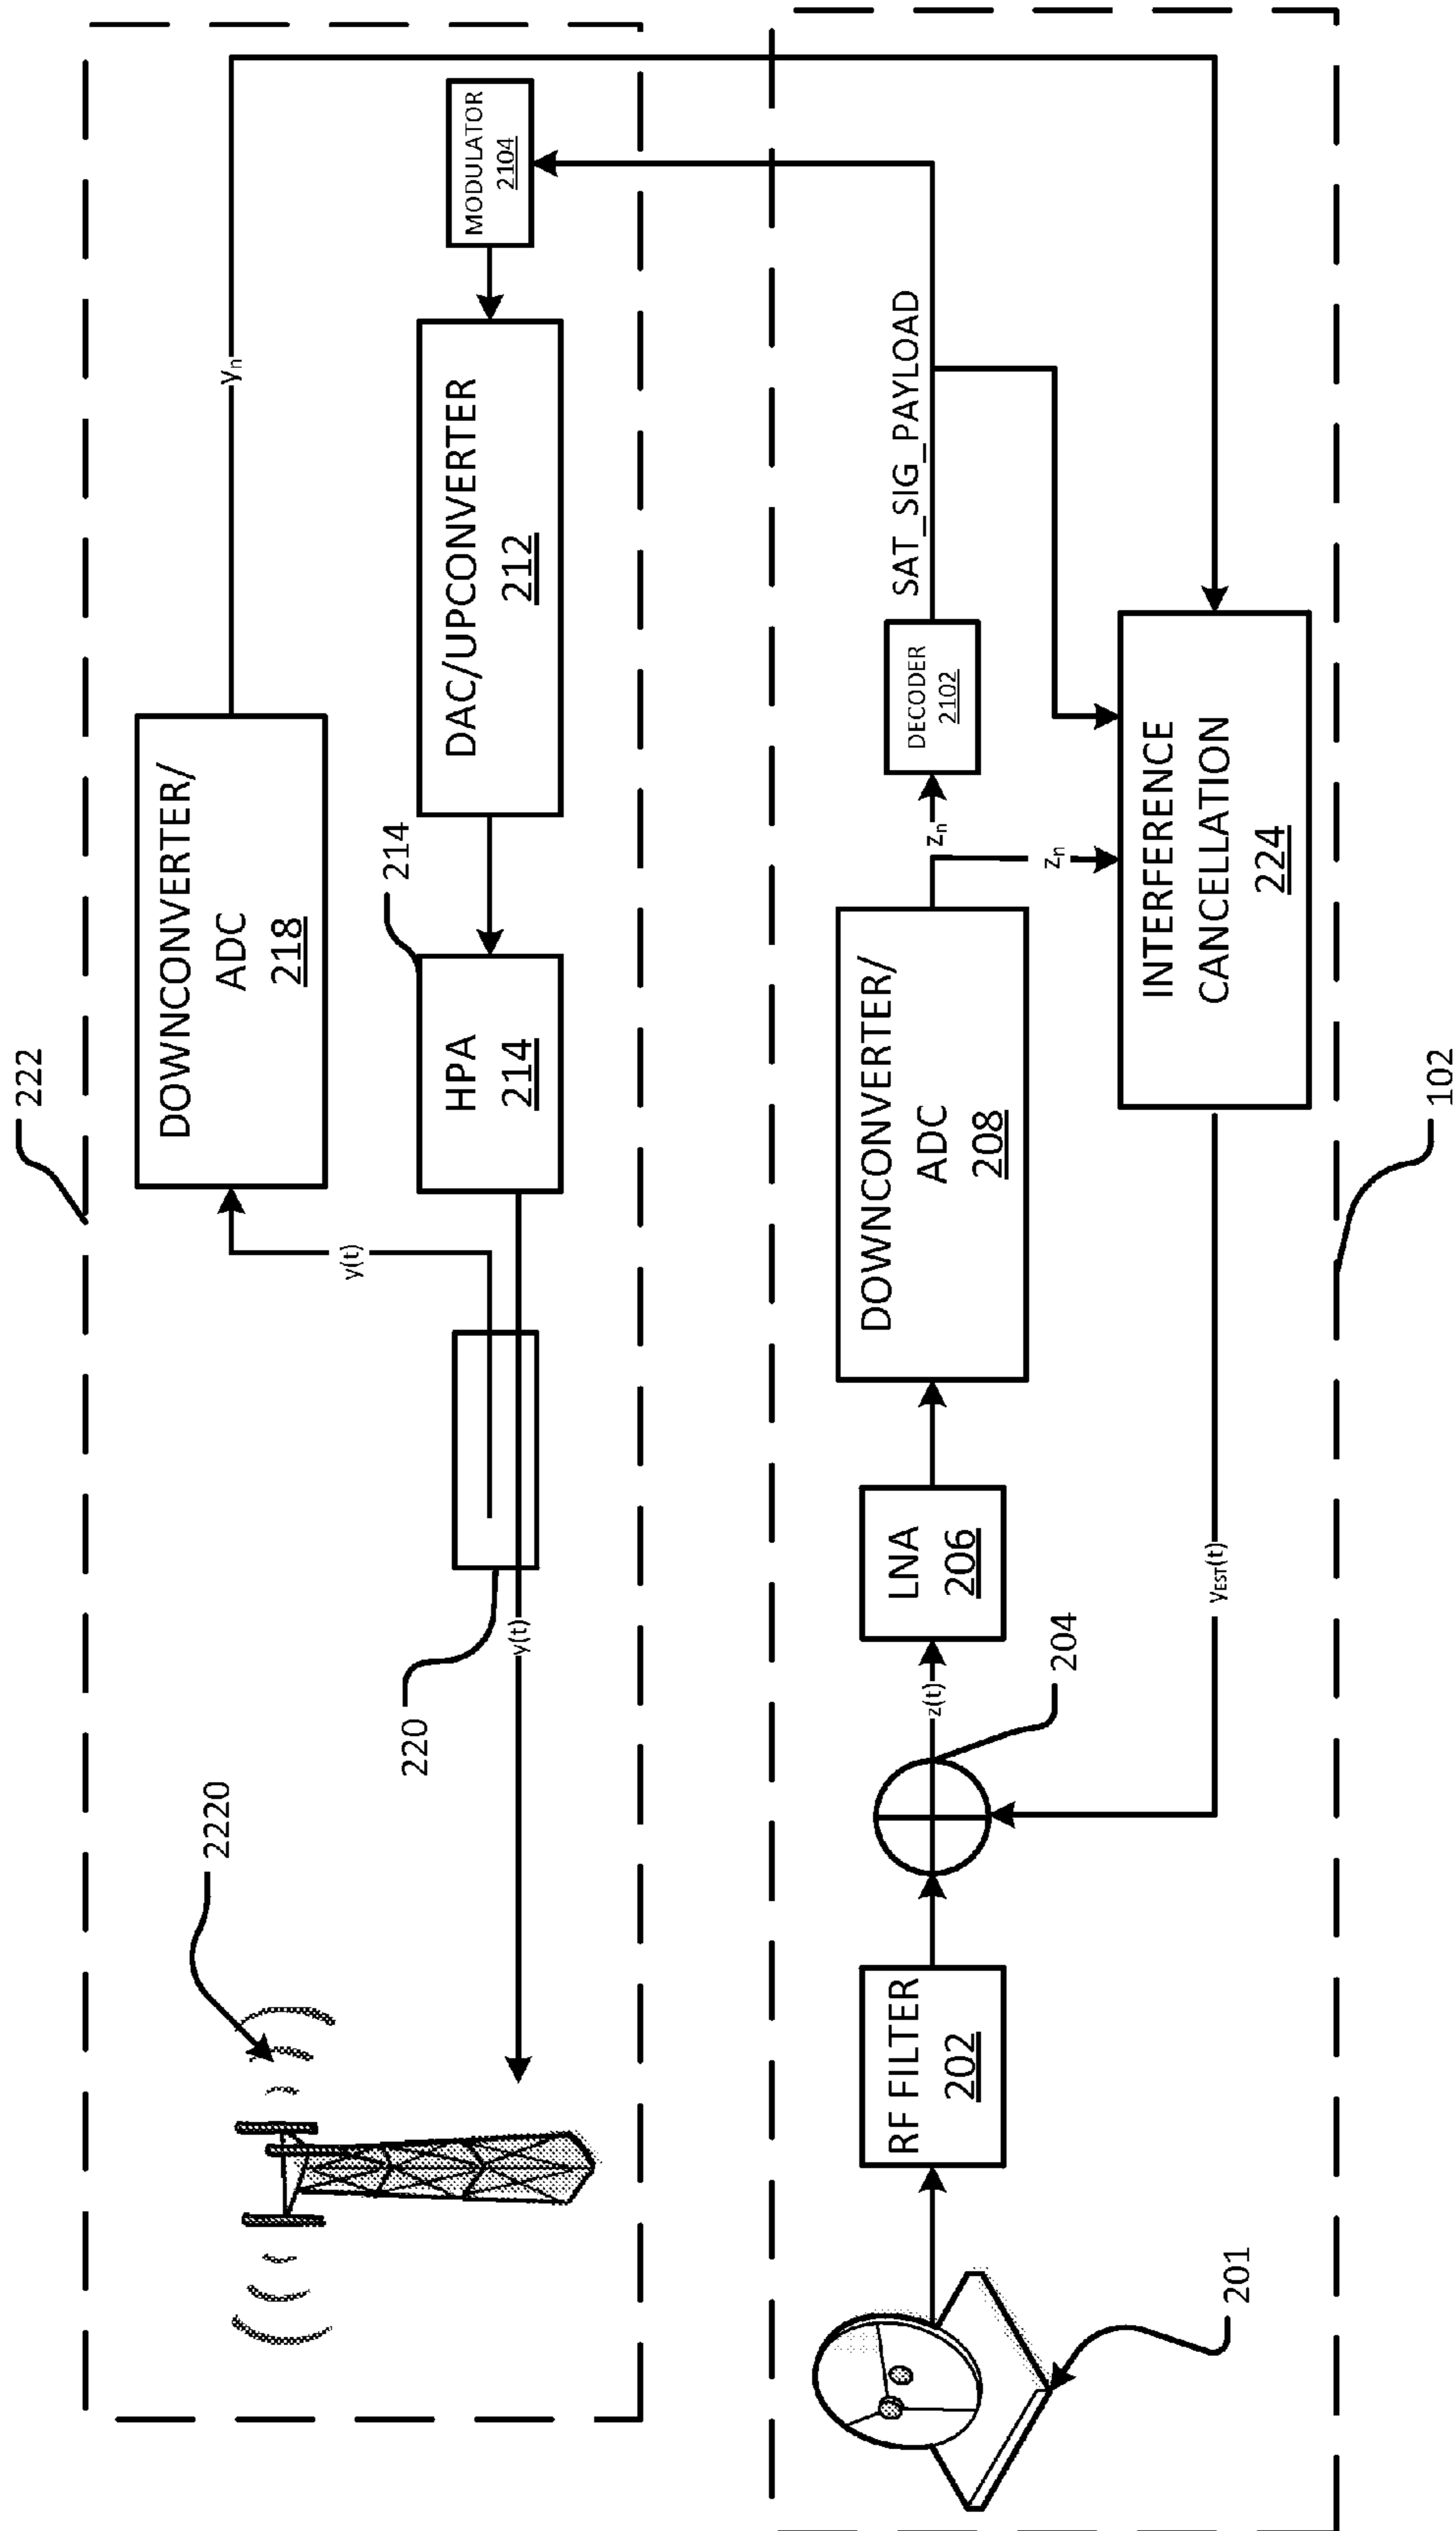 222
DOWNCONVERTER/
ADC
218
yn
y(t)
214
HPA
214
DAC/UPCONVERTER
212
MODULATOR
2104
2220
220
y(t)
201
RF FILTER
202
204
z(t)
LNA
206
DOWNCONVERTER/
ADC
208
zn
zn
DECODER
2102
SAT_SIG_PAYLOAD
INTERFERENCE
CANCELLATION
224
yEST(t)
102